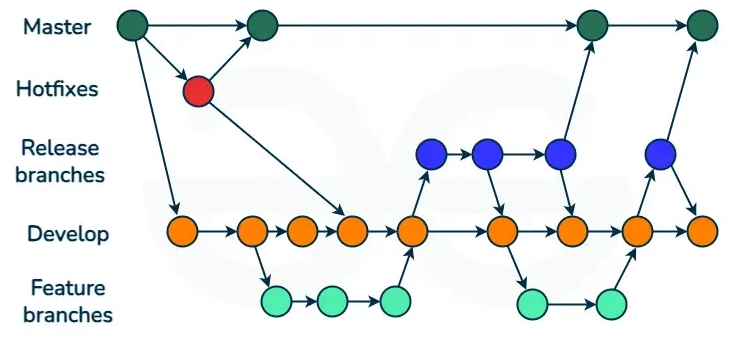 Master
Hotfixes
Release
branches
Develop
Feature
branches